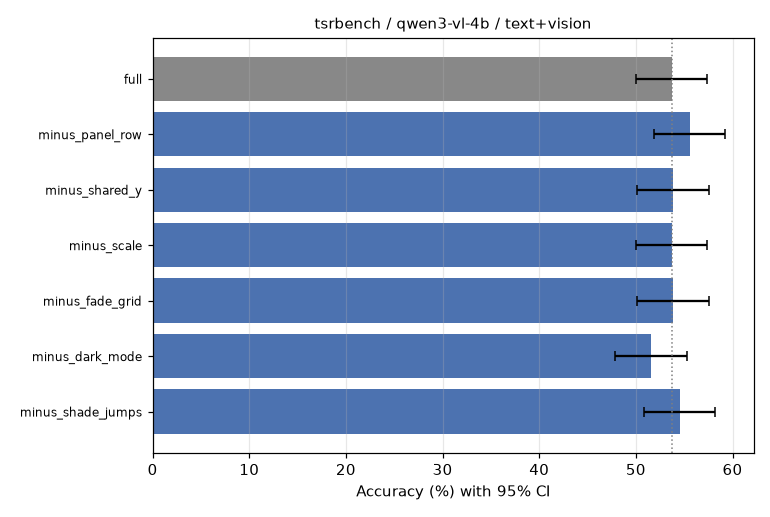 tsrbench / qwen3-vl-4b / text+vision
full
minus_panel_row
minus_shared_y
minus_scale
minus_fade_grid
minus_dark_mode
minus_shade_jumps
0 10 20 30 40 50 60
Accuracy (%) with 95% CI